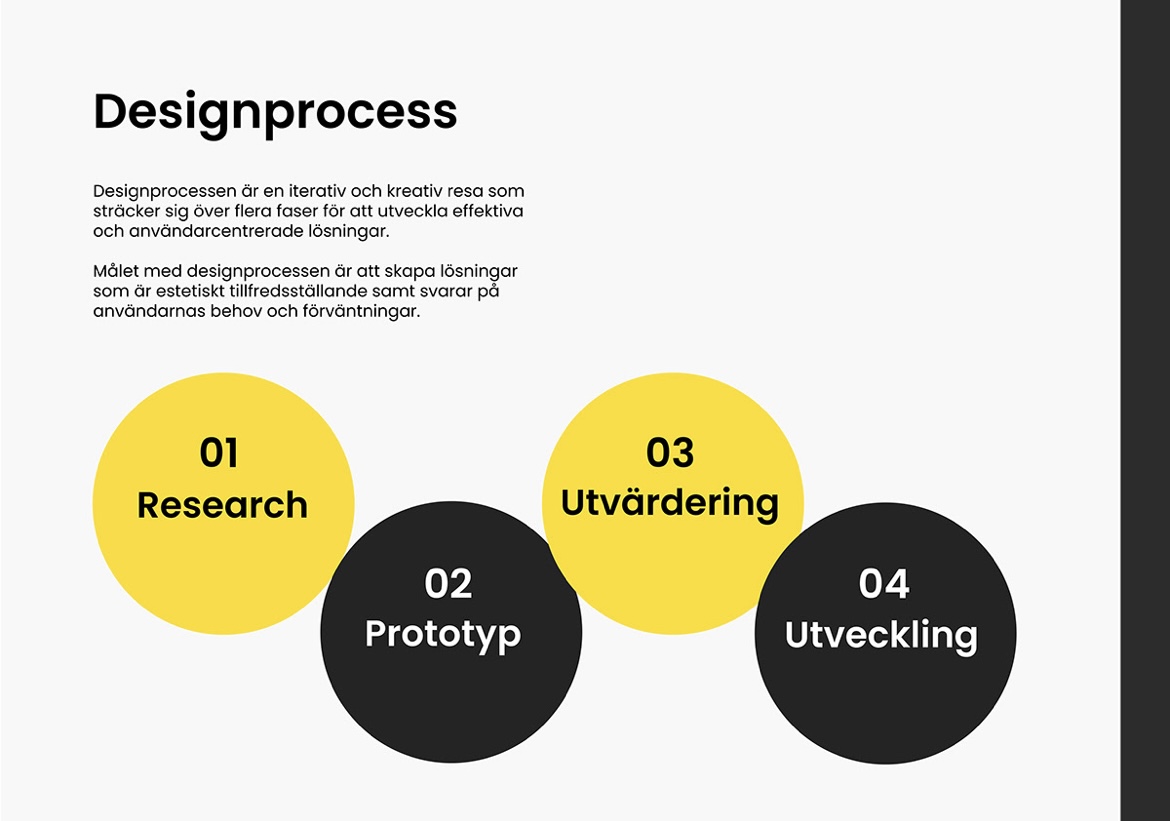 Designprocess
Designprocessen är en iterativ och kreativ resa som
sträcker sig över flera faser för att utveckla effektiva
och användarcentrerade lösningar.
Målet med designprocessen är att skapa lösningar
som är estetiskt tillfredsställande samt svarar på
användarnas behov och förväntningar.
01
Research
02
Prototyp
03
Utvärdering
04
Utveckling